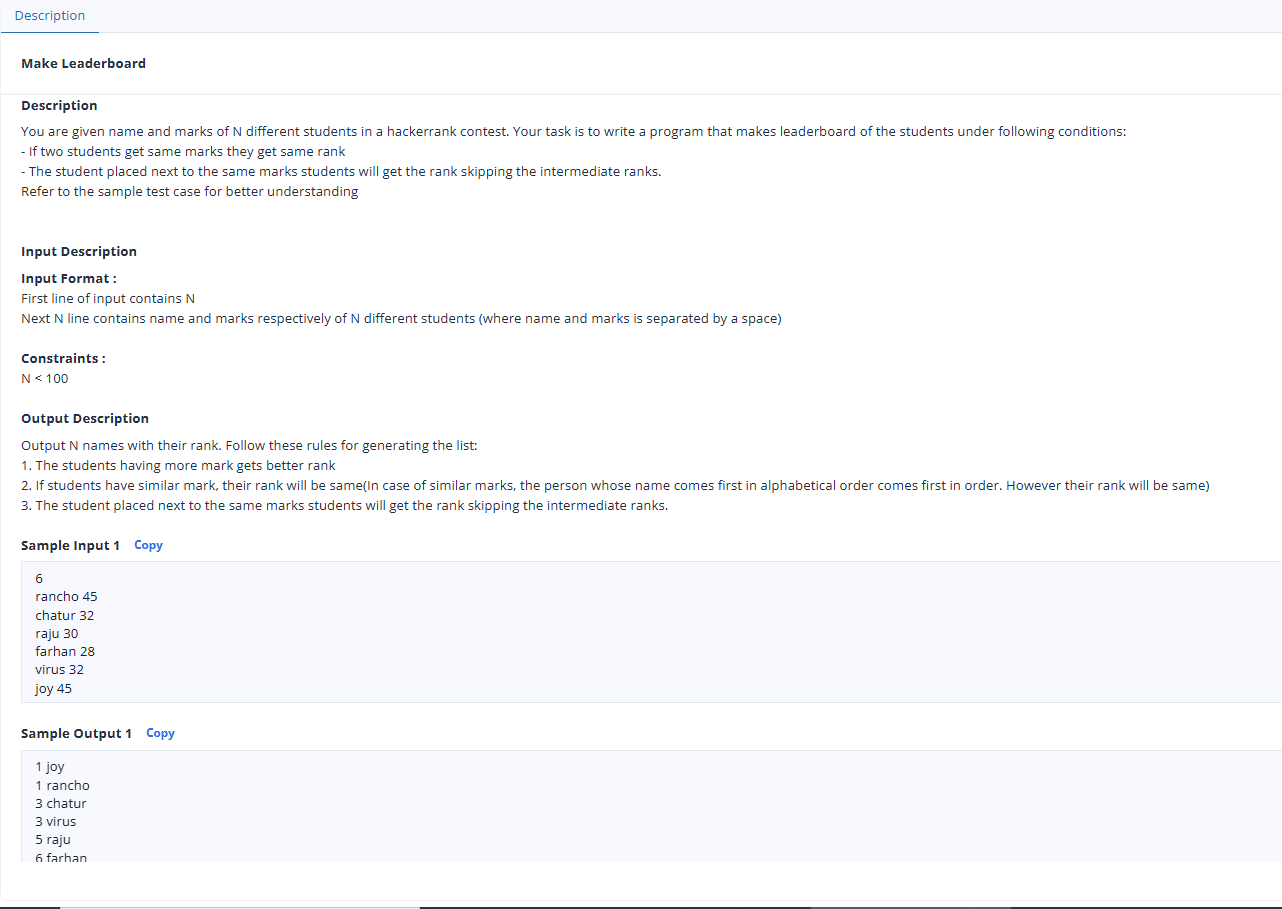 Description
Make Leaderboard
Description
You are given name and marks of N different students in a hackerrank contest. Your task is to write a program that makes leaderboard of the students under following conditions:
- If two students get same marks they get same rank
- The student placed next to the same marks students will get the rank skipping the intermediate ranks.
Refer to the sample test case for better understanding
Input Description
Input Format :
First line of input contains N
Next N line contains name and marks respectively of N different students (where name and marks is separated by a space)
Constraints :
N < 100
Output Description
Output N names with their rank. Follow these rules for generating the list:
1. The students having more mark gets better rank
2. If students have similar mark, their rank will be same(In case of similar marks, the person whose name comes first in alphabetical order comes first in order. However their rank will be same)
3. The student placed next to the same marks students will get the rank skipping the intermediate ranks.
Sample Input 1 Copy
6
rancho 45
chatur 32
raju 30
farhan 28
virus 32
joy 45
Sample Output 1 Copy
1 joy
1 rancho
3 chatur
3 virus
5 raju
6 farhan